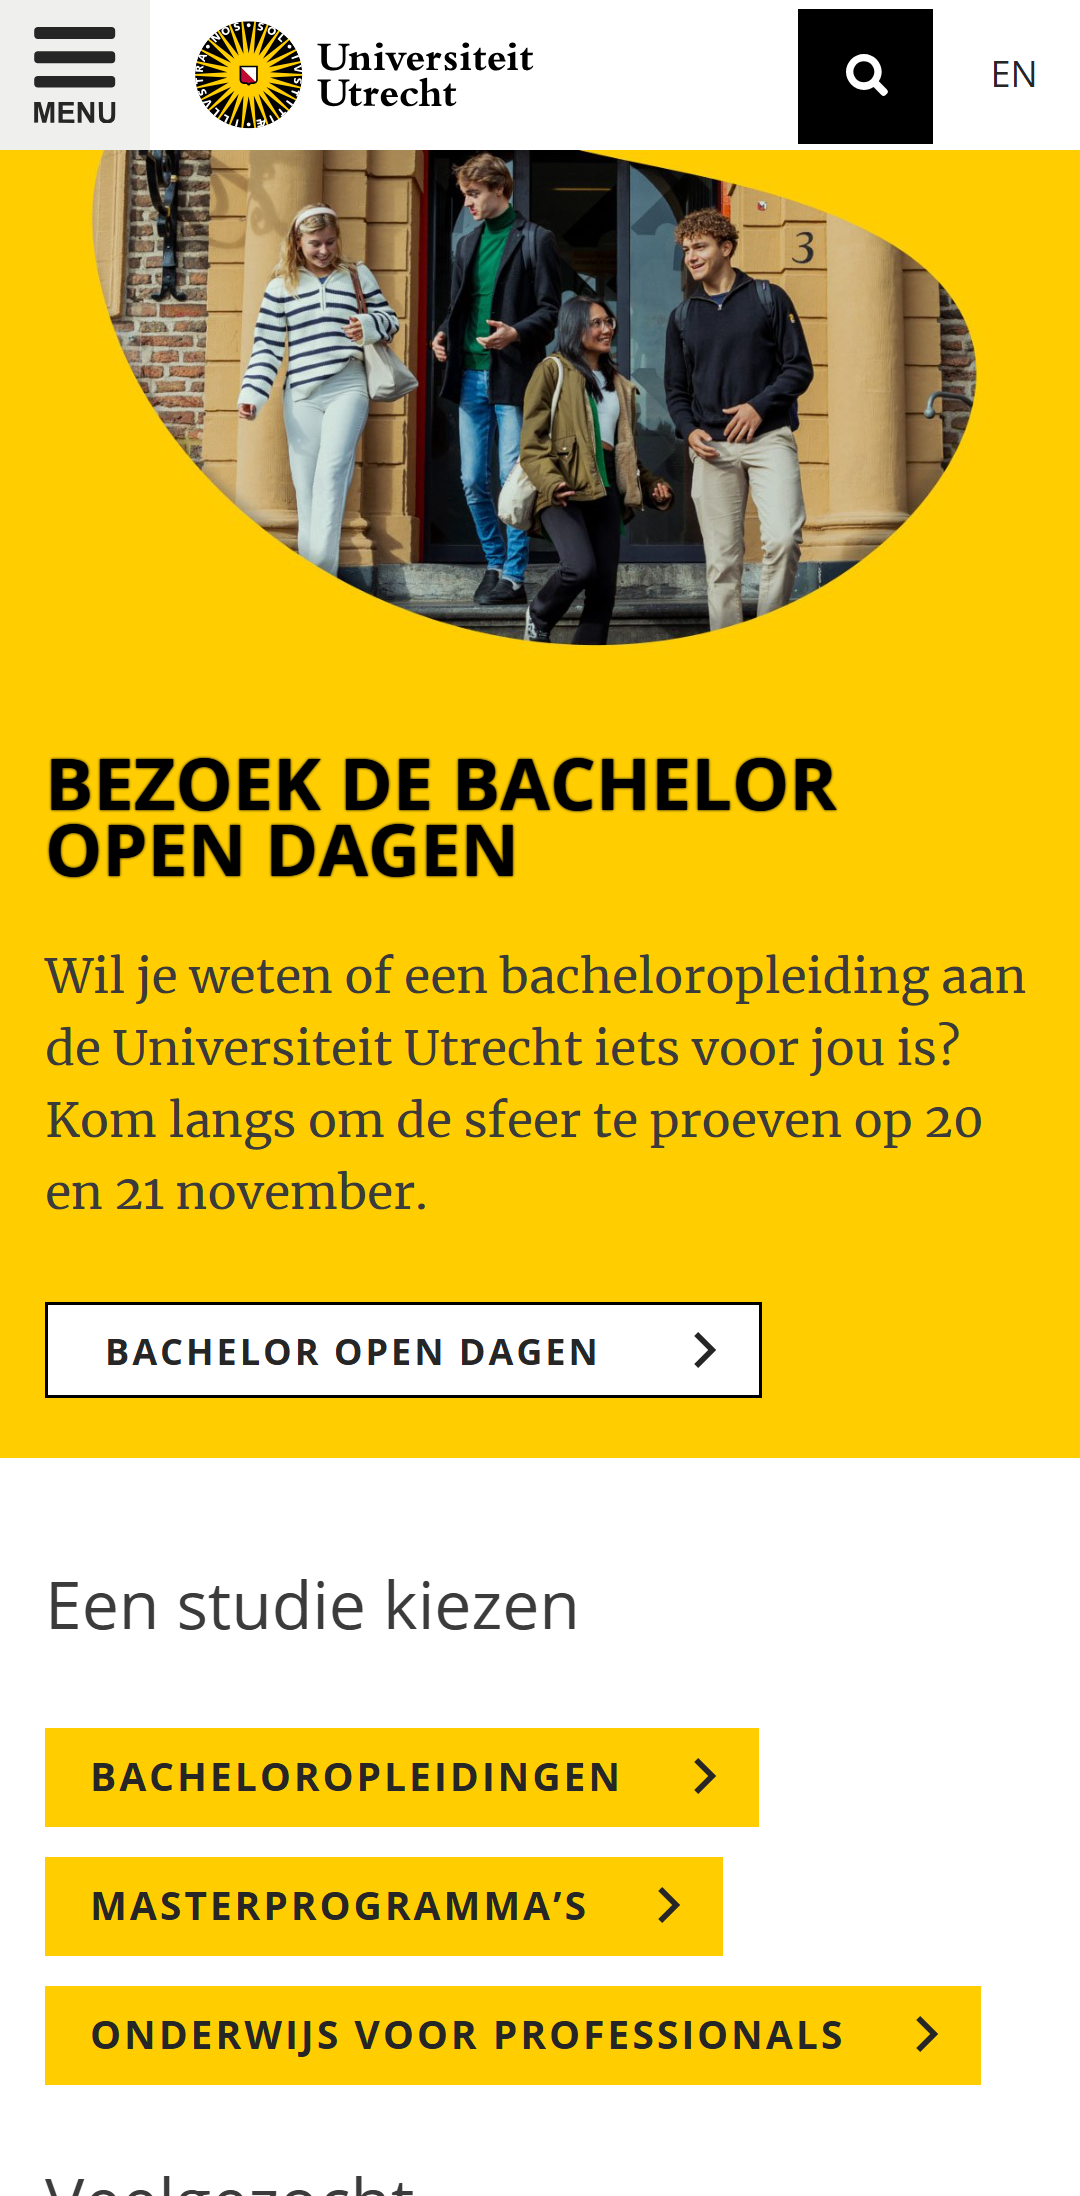 MENU
Universiteit
Utrecht
EN
3
BEZOEK DE BACHELOR
OPEN DAGEN
Wil je weten of een bacheloropleiding aan
de Universiteit Utrecht iets voor jou is?
Kom langs om de sfeer te proeven op 20
en 21 november.
BACHELOR OPEN DAGEN
Een studie kiezen
BACHELOROPLEIDINGEN
MASTERPROGRAMMA’S
ONDERWIJS VOOR PROFESSIONALS
Veelgezocht